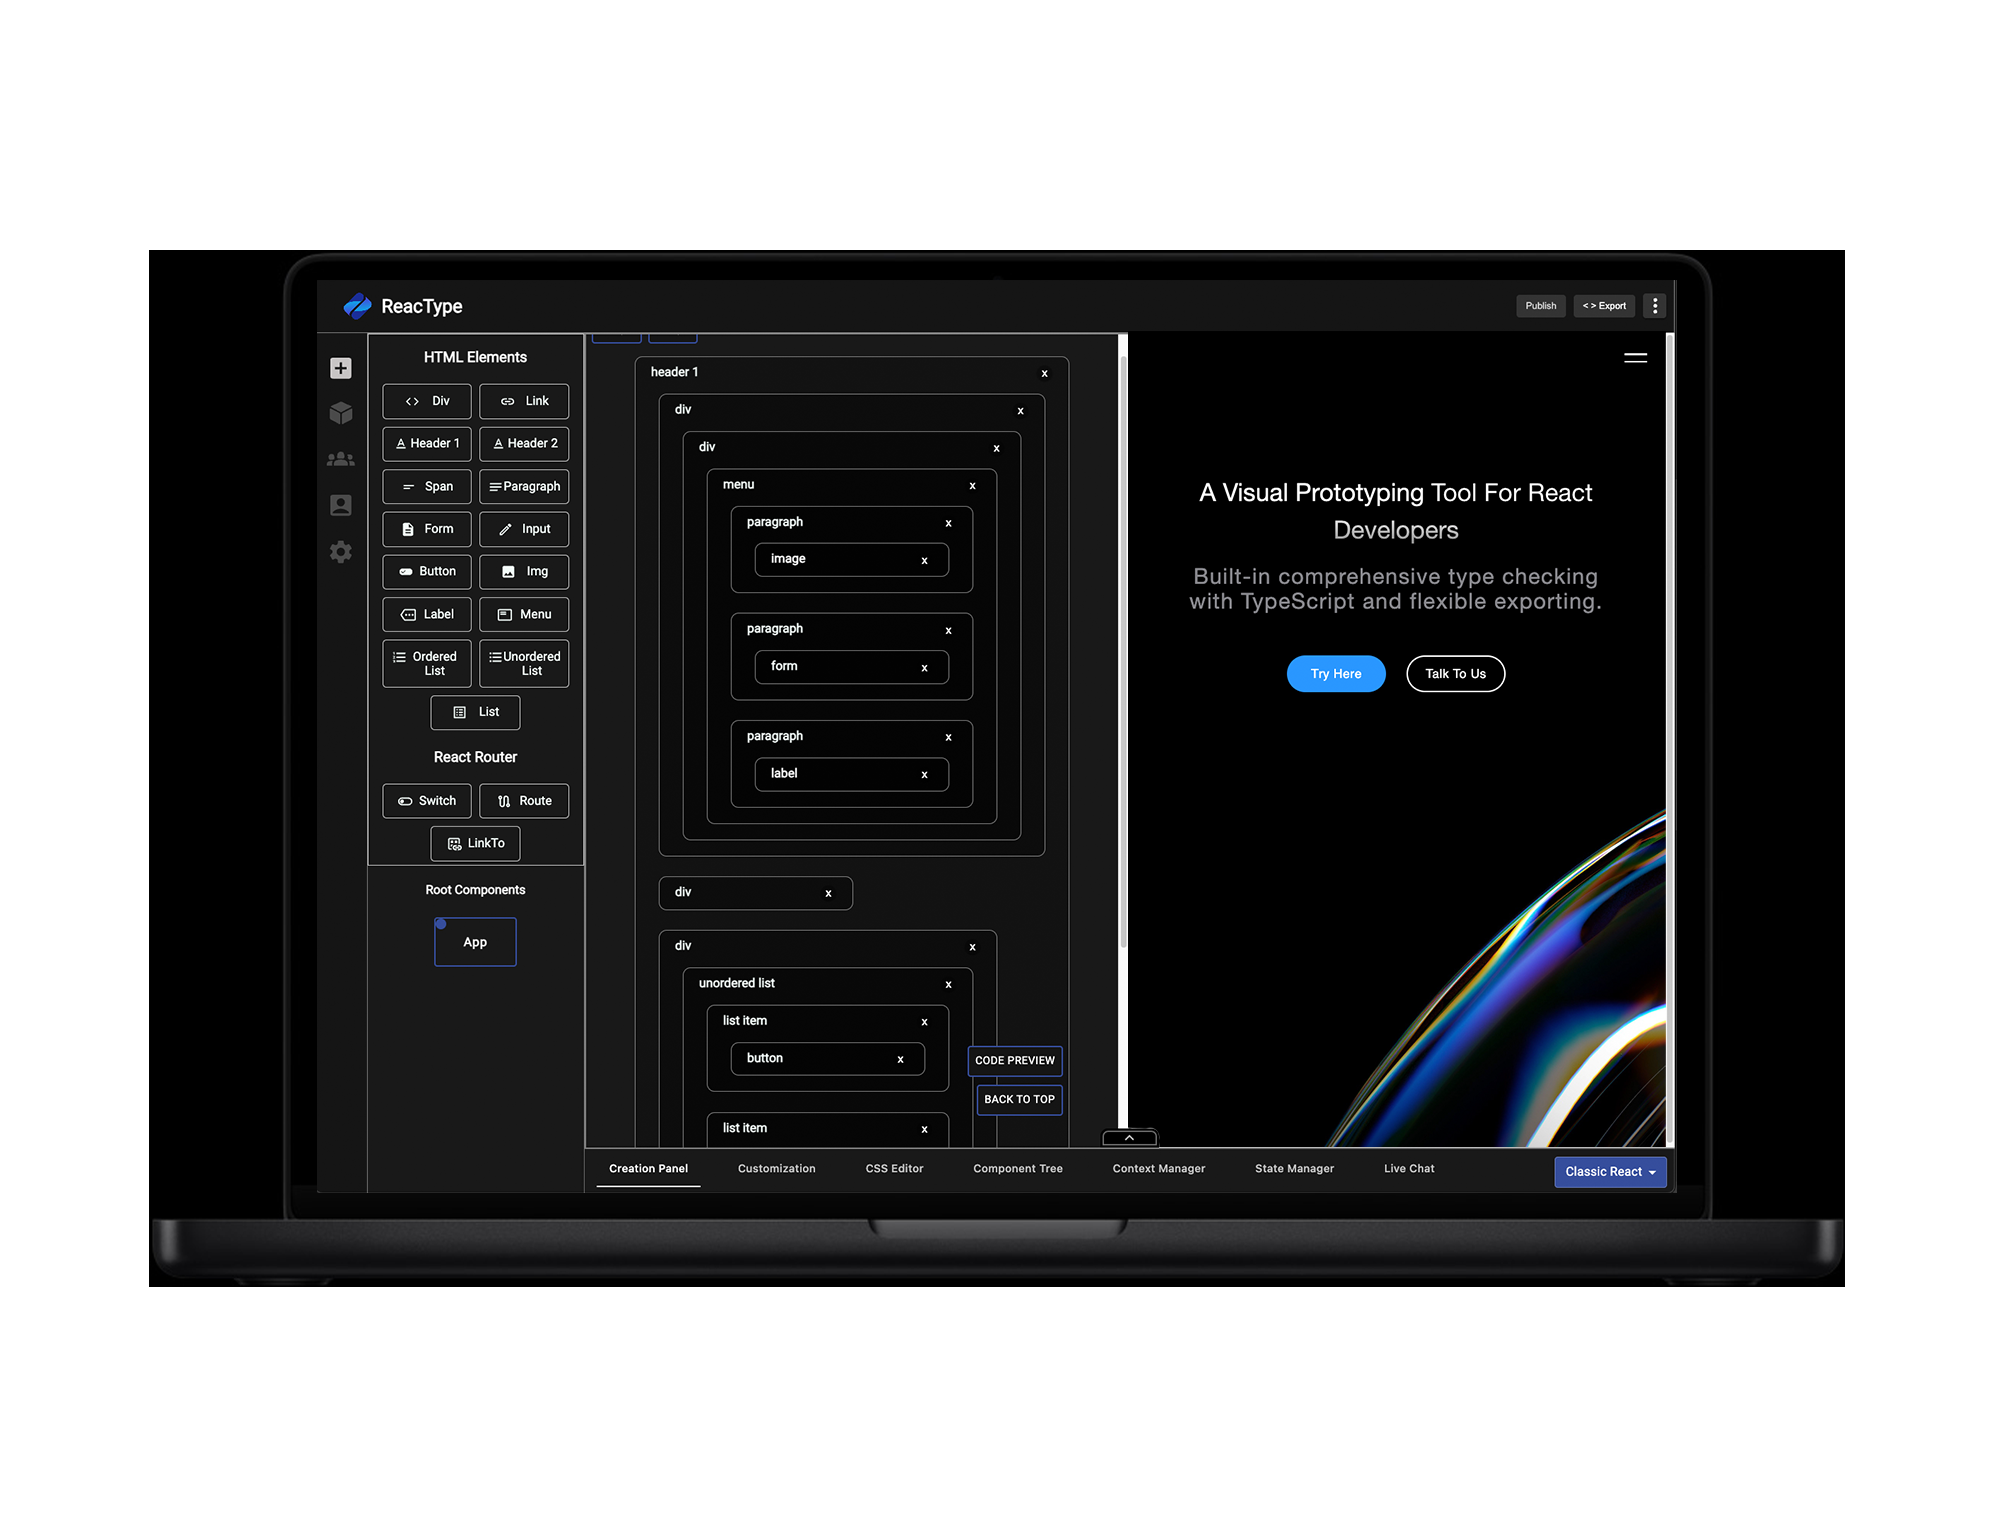 ReacType
Publish
< > Export
HTML Elements
<> Div
Link
A Header 1
A Header 2
Span
Paragraph
Form
Input
Button
Img
Label
Menu
Ordered
List
Unordered
List
List
React Router
Switch
Route
LinkTo
Root Components
App
header 1 x
div x
div x
menu x
paragraph x
image x
paragraph x
form x
paragraph x
label x
div x
div x
unordered list x
list item x
button x
list item x
CODE PREVIEW
BACK TO TOP
A Visual Prototyping Tool For React
Developers
Built-in comprehensive type checking
with TypeScript and flexible exporting.
Try Here
Talk To Us
Creation Panel
Customization
CSS Editor
Component Tree
Context Manager
State Manager
Live Chat
Classic React